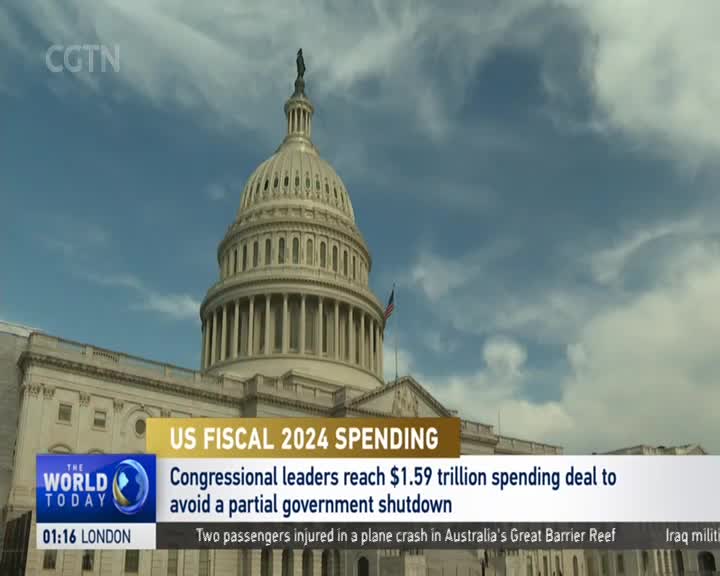 CGTN
US FISCAL 2024 SPENDING
Congressional leaders reach $1.59 trillion spending deal to
avoid a partial government shutdown
THE
WORLD
TODAY
01:16 LONDON
Two passengers injured in a plane crash in Australia's Great Barrier Reef Iraq militi